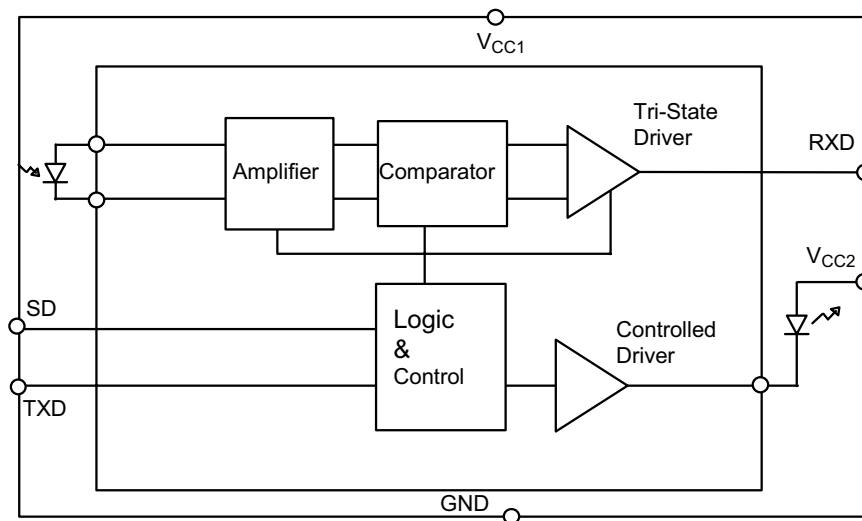 VCC1
Tri-State
Driver
RXD
Amplifier
Comparator
VCC2
SD
Logic
&
Control
Controlled
Driver
TXD
GND